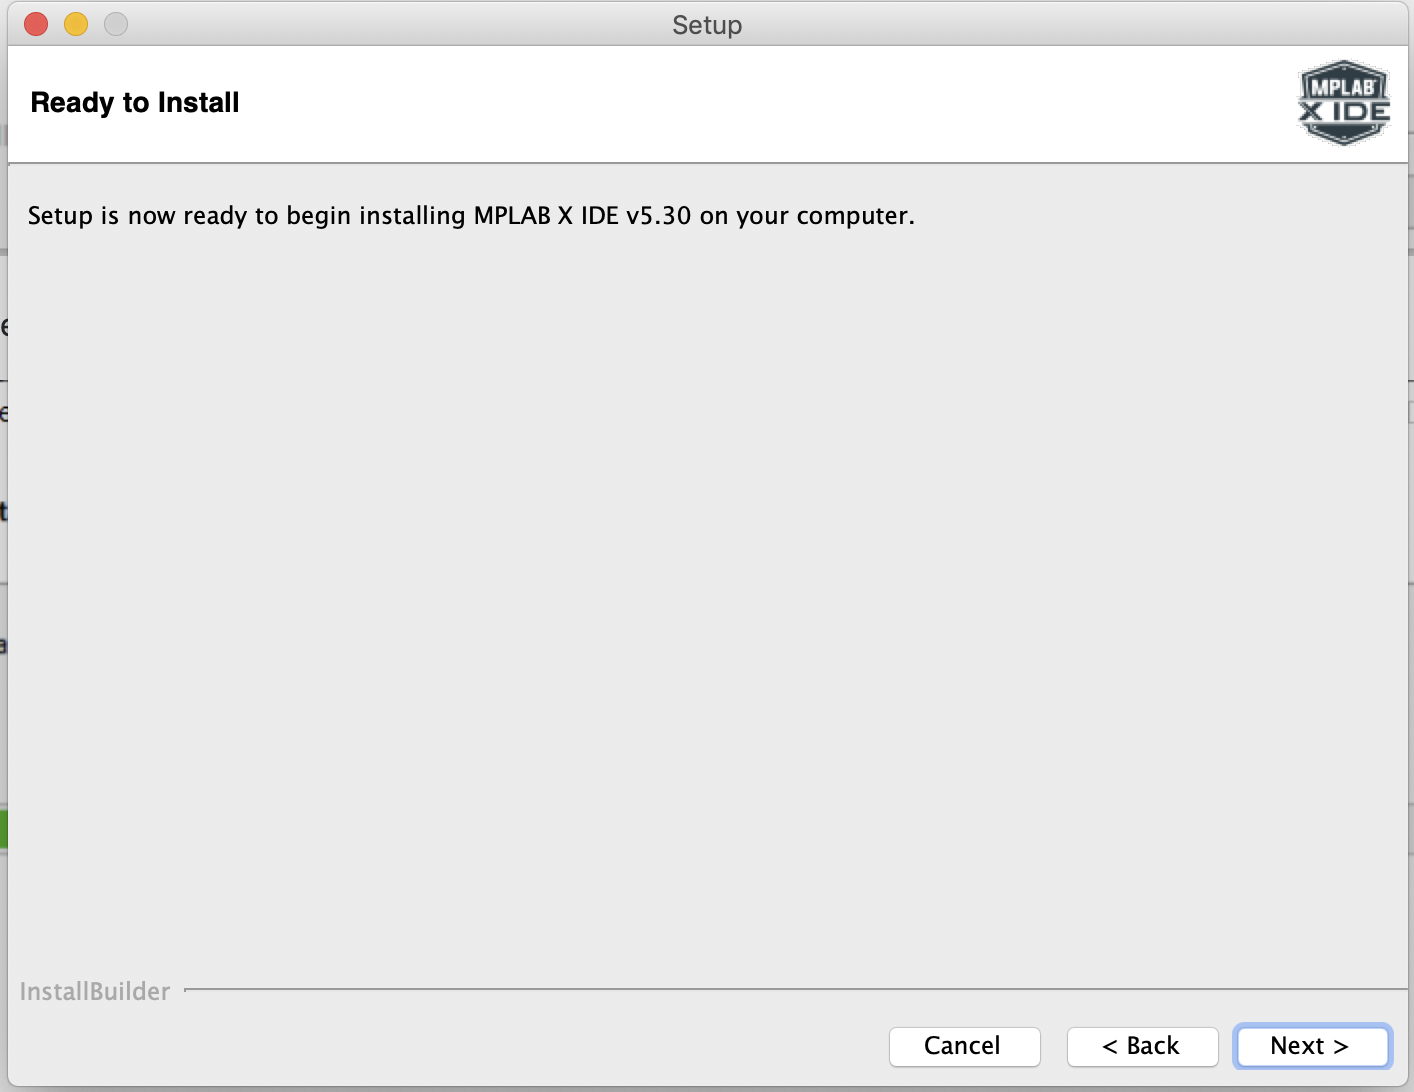 Setup
Ready to Install
MPLAB
X IDE
Setup is now ready to begin installing MPLAB X IDE v5.30 on your computer.
InstallBuilder
Cancel
< Back
Next >